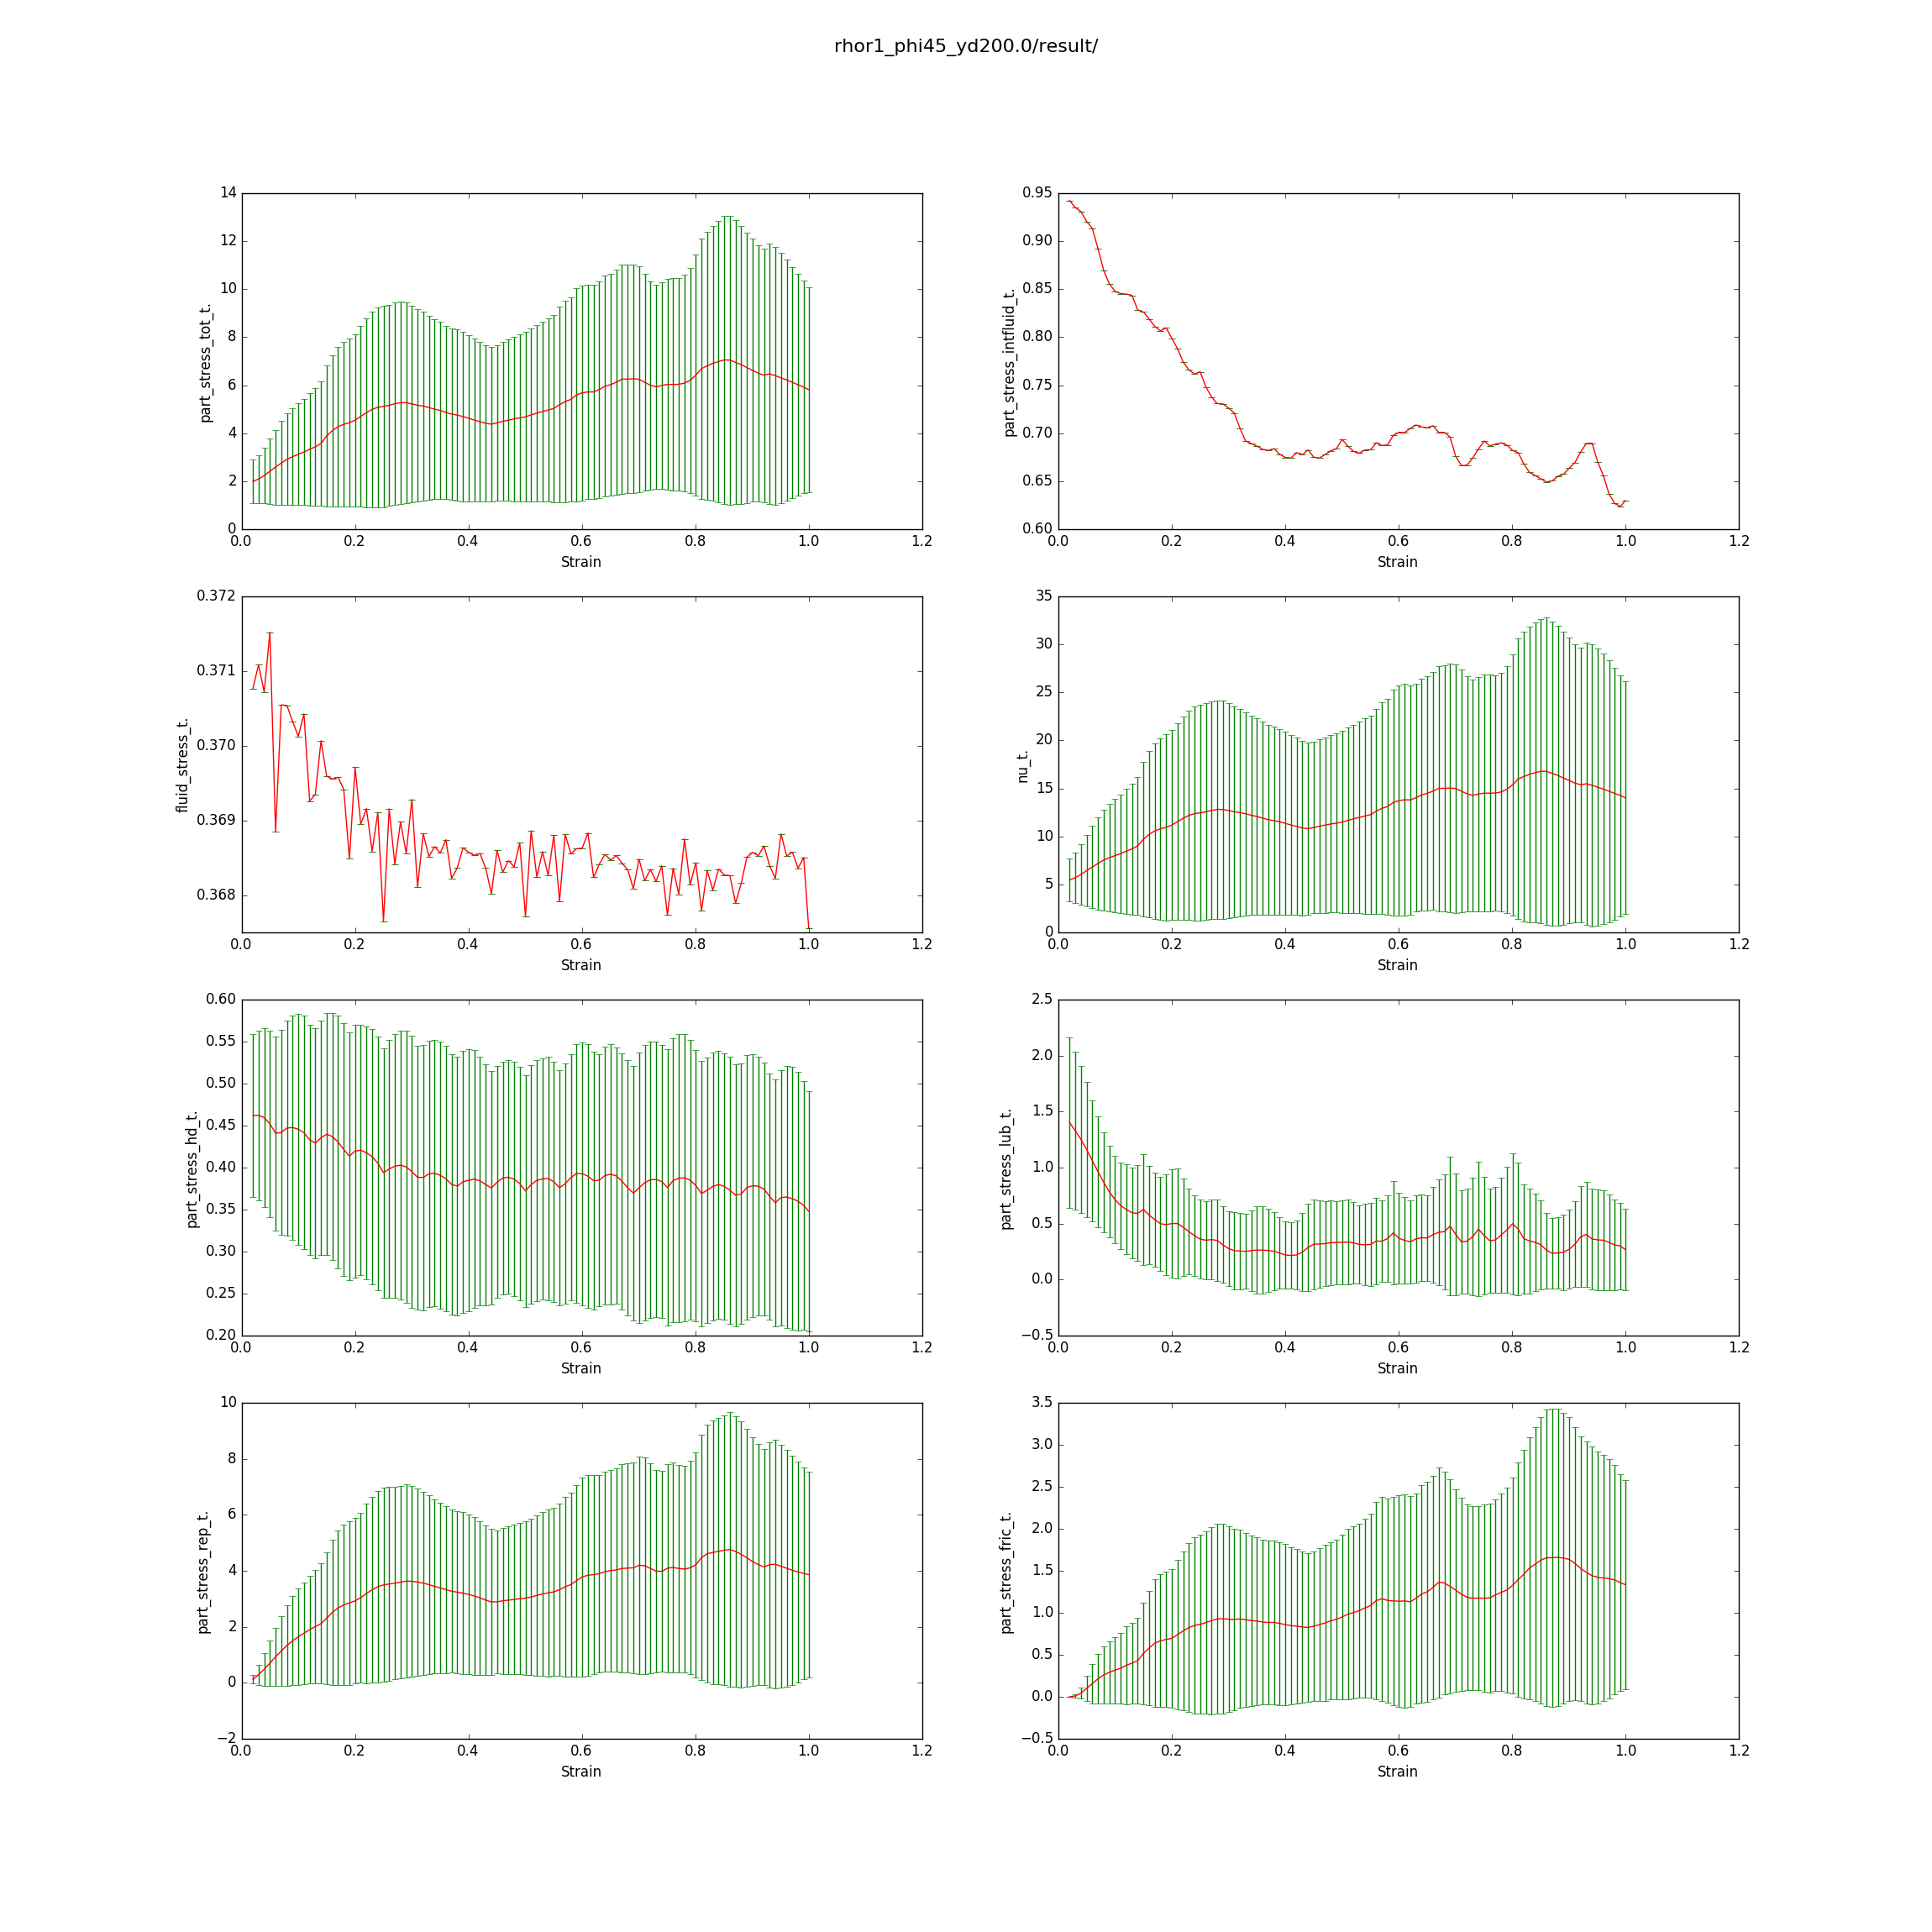 rhor1_phi45_yd200.0/result/
part_stress_tot_t.
14
12
10
8
6
4
2
0
0.0 0.2 0.4 0.6 0.8 1.0 1.2
Strain
part_stress_intfluid_t.
0.95
0.90
0.85
0.80
0.75
0.70
0.65
0.60
0.0 0.2 0.4 0.6 0.8 1.0 1.2
Strain
fluid_stress_t.
0.372
0.371
0.370
0.369
0.368
0.0 0.2 0.4 0.6 0.8 1.0 1.2
Strain
nu_t.
35
30
25
20
15
10
5
0
0.0 0.2 0.4 0.6 0.8 1.0 1.2
Strain
part_stress_hd_t.
0.60
0.55
0.50
0.45
0.40
0.35
0.30
0.25
0.20
0.0 0.2 0.4 0.6 0.8 1.0 1.2
Strain
part_stress_lub_t.
2.5
2.0
1.5
1.0
0.5
0.0
−0.5
0.0 0.2 0.4 0.6 0.8 1.0 1.2
Strain
part_stress_rep_t.
10
8
6
4
2
0
−2
0.0 0.2 0.4 0.6 0.8 1.0 1.2
Strain
part_stress_fric_t.
3.5
3.0
2.5
2.0
1.5
1.0
0.5
0.0
−0.5
0.0 0.2 0.4 0.6 0.8 1.0 1.2
Strain